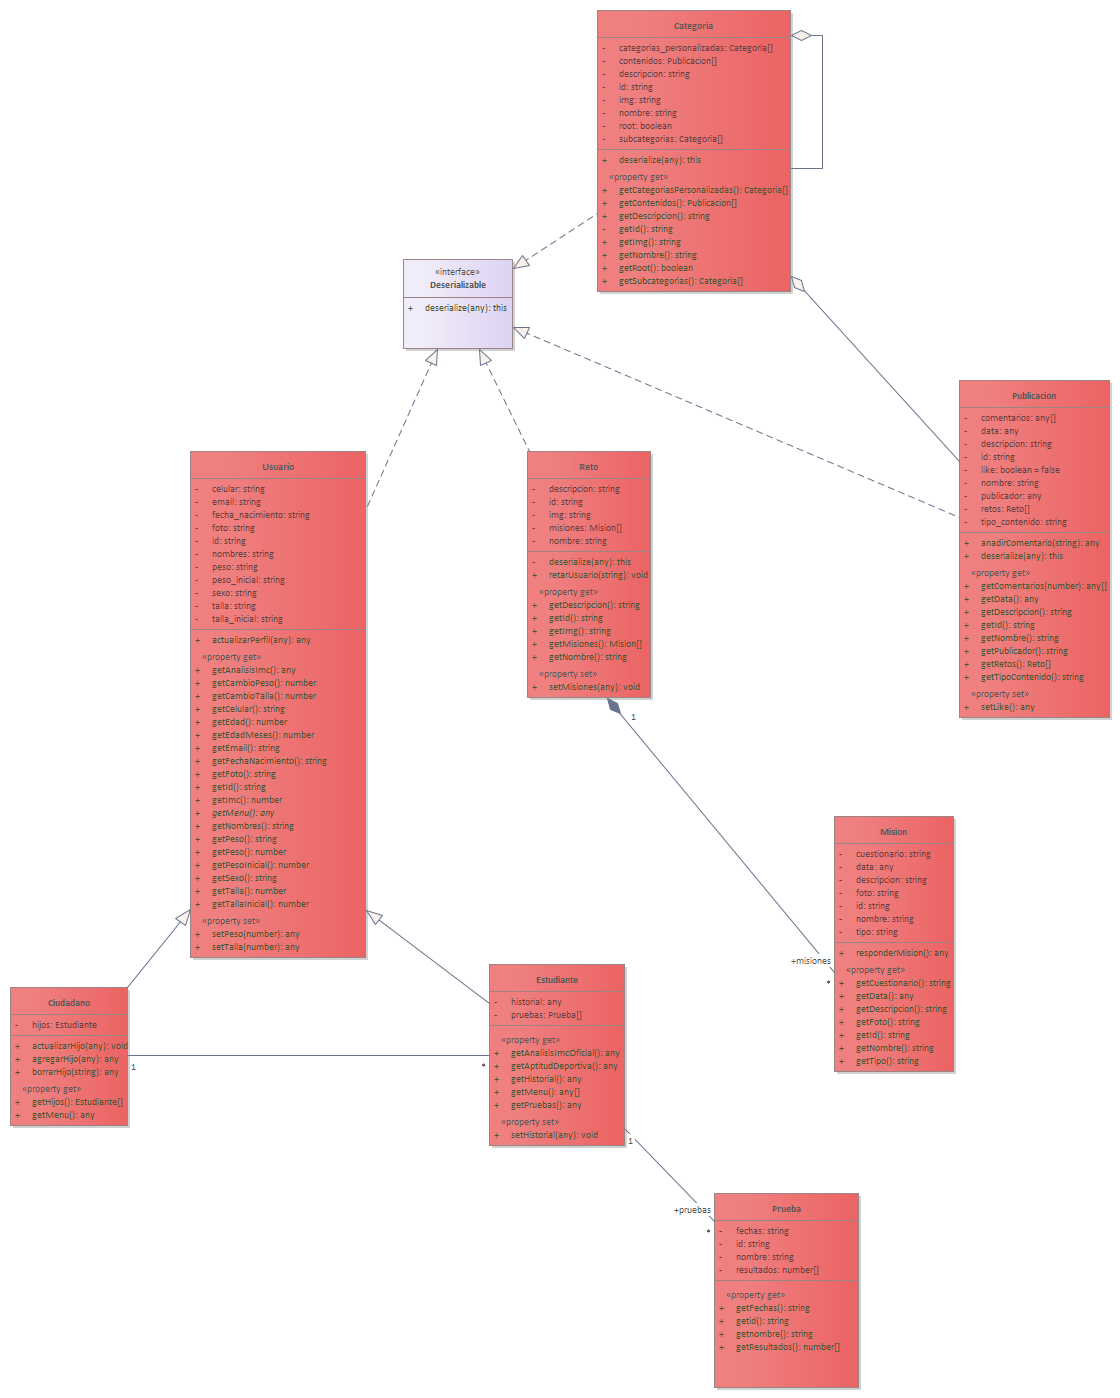 Categoria
- categorias_personalizadas: Categoria[]
- contenidos: Publicacion[]
- descripcion: string
- id: string
- img: string
- nombre: string
- root: boolean
- subcategorias: Categoria[]
+ deserialize(any): this
«property get»
+ getCategoriasPersonalizadas(): Categoria[]
+ getContenidos(): Publicacion[]
+ getDescripcion(): string
- getId(): string
+ getImg(): string
+ getNombre(): string
+ getRoot(): boolean
+ getSubcategorias(): Categoria[]
«interface»
Deserializable
+ deserialize(any): this
Publicacion
- comentarios: any[]
- data: any
- descripcion: string
- id: string
- like: boolean = false
- nombre: string
- publicador: any
- retos: Reto[]
- tipo_contenido: string
+ anadirComentario(string): any
+ deserialize(any): this
«property get»
+ getComentarios(number): any[]
+ getData(): any
+ getDescripcion(): string
+ getId(): string
+ getNombre(): string
+ getPublicador(): string
+ getRetos(): Reto[]
+ getTipoContenido(): string
«property set»
+ setLike(): any
Usuario
- celular: string
- email: string
- fecha_nacimiento: string
- foto: string
- id: string
- nombres: string
- peso: string
- peso_inicial: string
- sexo: string
- talla: string
- talla_inicial: string
+ actualizarPerfil(any): any
«property get»
+ getAnalisisImc(): any
+ getCambioPeso(): number
+ getCambioTalla(): number
+ getCelular(): string
+ getEdad(): number
+ getEdadMeses(): number
+ getEmail(): string
+ getFechaNacimiento(): string
+ getFoto(): string
+ getId(): string
+ getImc(): number
+ getMenu(): any
+ getNombres(): string
+ getPeso(): string
+ getPeso(): number
+ getPesoInicial(): number
+ getSexo(): string
+ getTalla(): number
+ getTallaInicial(): number
«property set»
+ setPeso(number): any
+ setTalla(number): any
Reto
- descripcion: string
- id: string
- img: string
- misiones: Mision[]
- nombre: string
- deserialize(any): this
+ retarUsuario(string): void
«property get»
+ getDescripcion(): string
+ getId(): string
+ getImg(): string
+ getMisiones(): Mision[]
+ getNombre(): string
«property set»
+ setMisiones(any): void
1
+misiones
*
Mision
- cuestionario: string
- data: any
- descripcion: string
- foto: string
- id: string
- nombre: string
- tipo: string
+ responderMision(): any
«property get»
+ getCuestionario(): string
+ getData(): any
+ getDescripcion(): string
+ getFoto(): string
+ getId(): string
+ getNombre(): string
+ getTipo(): string
Ciudadano
- hijos: Estudiante
+ actualizarHijo(any): void
+ agregarHijo(any): any
+ borrarHijo(string): any
«property get»
+ getHijos(): Estudiante[]
+ getMenu(): any
1
*
Estudiante
- historial: any
- pruebas: Prueba[]
«property get»
+ getAnalisisImcOficial(): any
+ getAptitudDeportiva(): any
+ getHistorial(): any
+ getMenu(): any[]
+ getPruebas(): any
«property set»
+ setHistorial(any): void
1
+pruebas
*
Prueba
- fechas: string
- id: string
- nombre: string
- resultados: number[]
«property get»
+ getFechas(): string
+ getid(): string
+ getnombre(): string
+ getResultados(): number[]